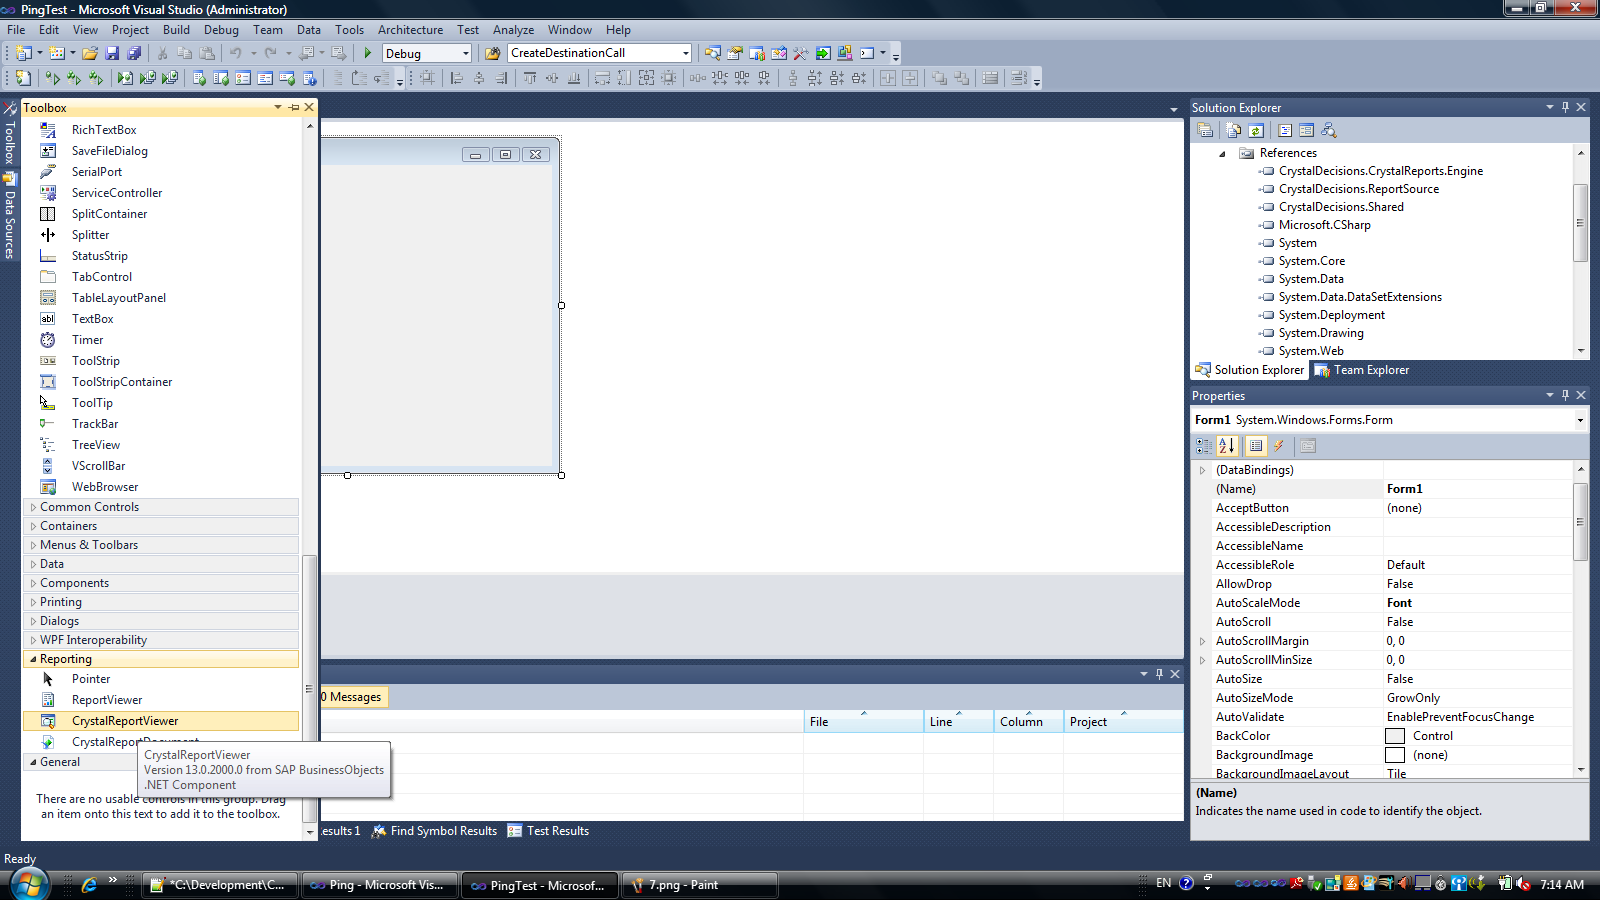 PingTest - Microsoft Visual Studio (Administrator)
File Edit View Project Build Debug Team Data Tools Architecture Test Analyze Window Help
Debug
CreateDestinationCall
Toolbox
Data Sources
Toolbox
RichTextBox
SaveFileDialog
SerialPort
ServiceController
SplitContainer
Splitter
StatusStrip
TabControl
TableLayoutPanel
TextBox
Timer
ToolStrip
ToolStripContainer
ToolTip
TrackBar
TreeView
VScrollBar
WebBrowser
Common Controls
Containers
Menus & Toolbars
Data
Components
Printing
Dialogs
WPF Interoperability
Reporting
Pointer
ReportViewer
CrystalReportViewer
CrystalReportDocument
General
There are no usable controls in this group. Drag
an item onto this text to add it to the toolbox.
CrystalReportViewer
Version 13.0.2000.0 from SAP BusinessObjects
.NET Component
0 Messages
File Line Column Project
esults 1 Find Symbol Results Test Results
Solution Explorer
References
CrystalDecisions.CrystalReports.Engine
CrystalDecisions.ReportSource
CrystalDecisions.Shared
Microsoft.CSharp
System
System.Core
System.Data
System.Data.DataSetExtensions
System.Deployment
System.Drawing
System.Web
Solution Explorer Team Explorer
Properties
Form1 System.Windows.Forms.Form
(DataBindings)
(Name) Form1
AcceptButton (none)
AccessibleDescription
AccessibleName
AccessibleRole Default
AllowDrop False
AutoScaleMode Font
AutoScroll False
AutoScrollMargin 0, 0
AutoScrollMinSize 0, 0
AutoSize False
AutoSizeMode GrowOnly
AutoValidate EnablePreventFocusChange
BackColor Control
BackgroundImage (none)
BackgroundImageLayout Tile
(Name)
Indicates the name used in code to identify the object.
Ready
*C:\Development\C... Ping - Microsoft Vis... PingTest - Microsof... 7.png - Paint EN 7:14 AM